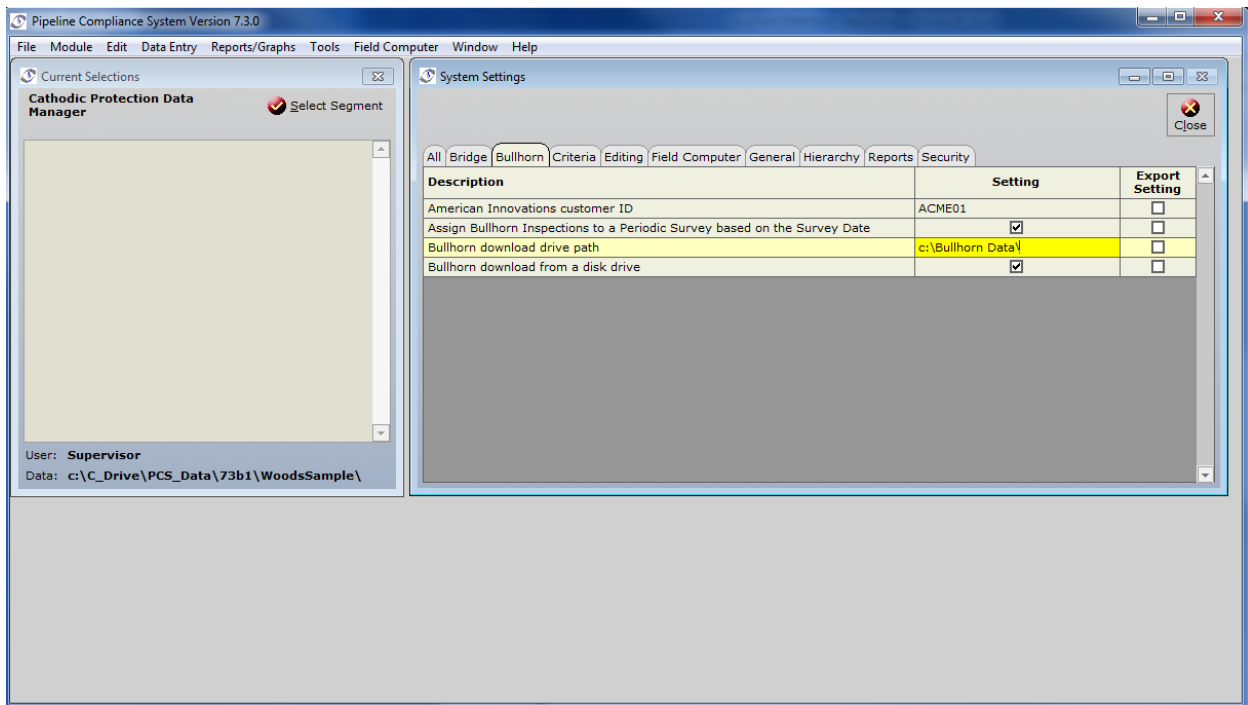 Pipeline Compliance System Version 7.3.0
File Module Edit Data Entry Reports/Graphs Tools Field Computer Window Help
Current Selections
Cathodic Protection Data
Manager
Select Segment
User: Supervisor
Data: c:\C_Drive\PCS_Data\73b1\WoodsSample\
System Settings
Close
All Bridge Bullhorn Criteria Editing Field Computer General Hierarchy Reports Security
Description Setting Export
Setting
American Innovations customer ID ACME01
Assign Bullhorn Inspections to a Periodic Survey based on the Survey Date
Bullhorn download drive path c:\Bullhorn Data\
Bullhorn download from a disk drive